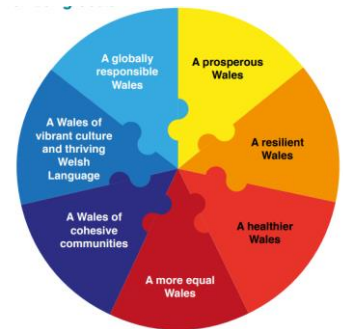 A globally
responsible
Wales
A prosperous
Wales
A Wales of
vibrant culture
and thriving
Welsh
Language
A resilient
Wales
A Wales of
cohesive
communities
A healthier
Wales
A more equal
Wales